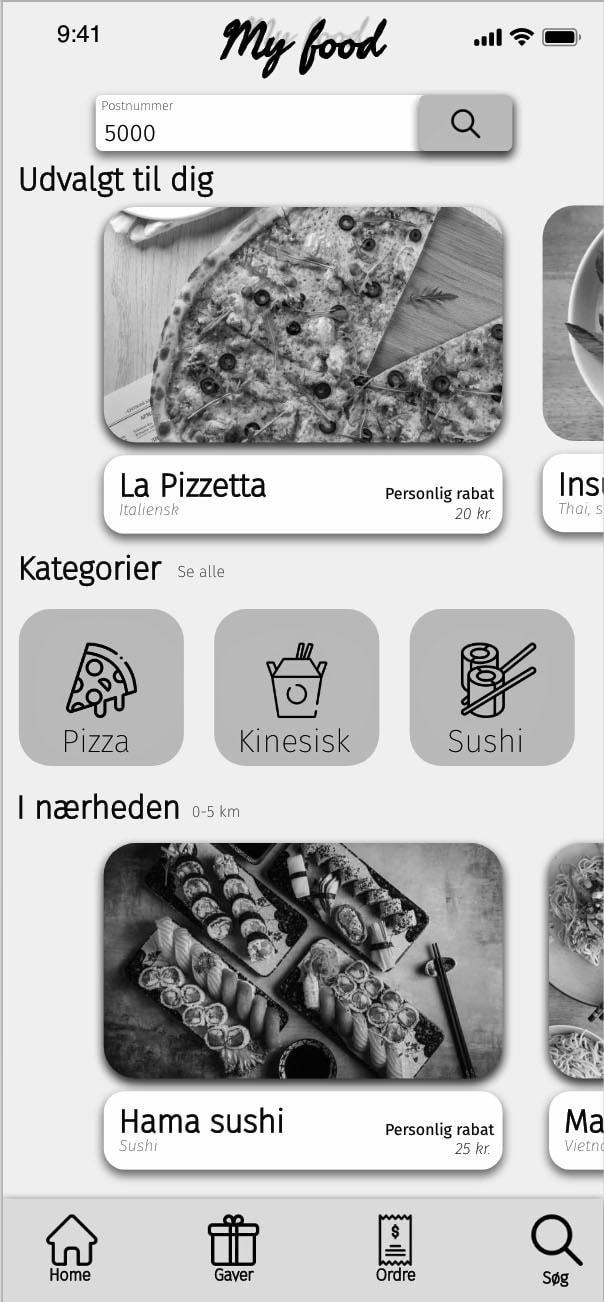 9:41
My food
Postnummer
5000
Udvalgt til dig
La Pizzetta
Italiensk
Personlig rabat
20 kr.
Thai, s
Kategorier Se alle
Pizza
Kinesisk
Sushi
I nærheden 0-5 km
Hama sushi
Sushi
Personlig rabat
25 kr.
Ma
Home
Gaver
$
Ordre
Søg